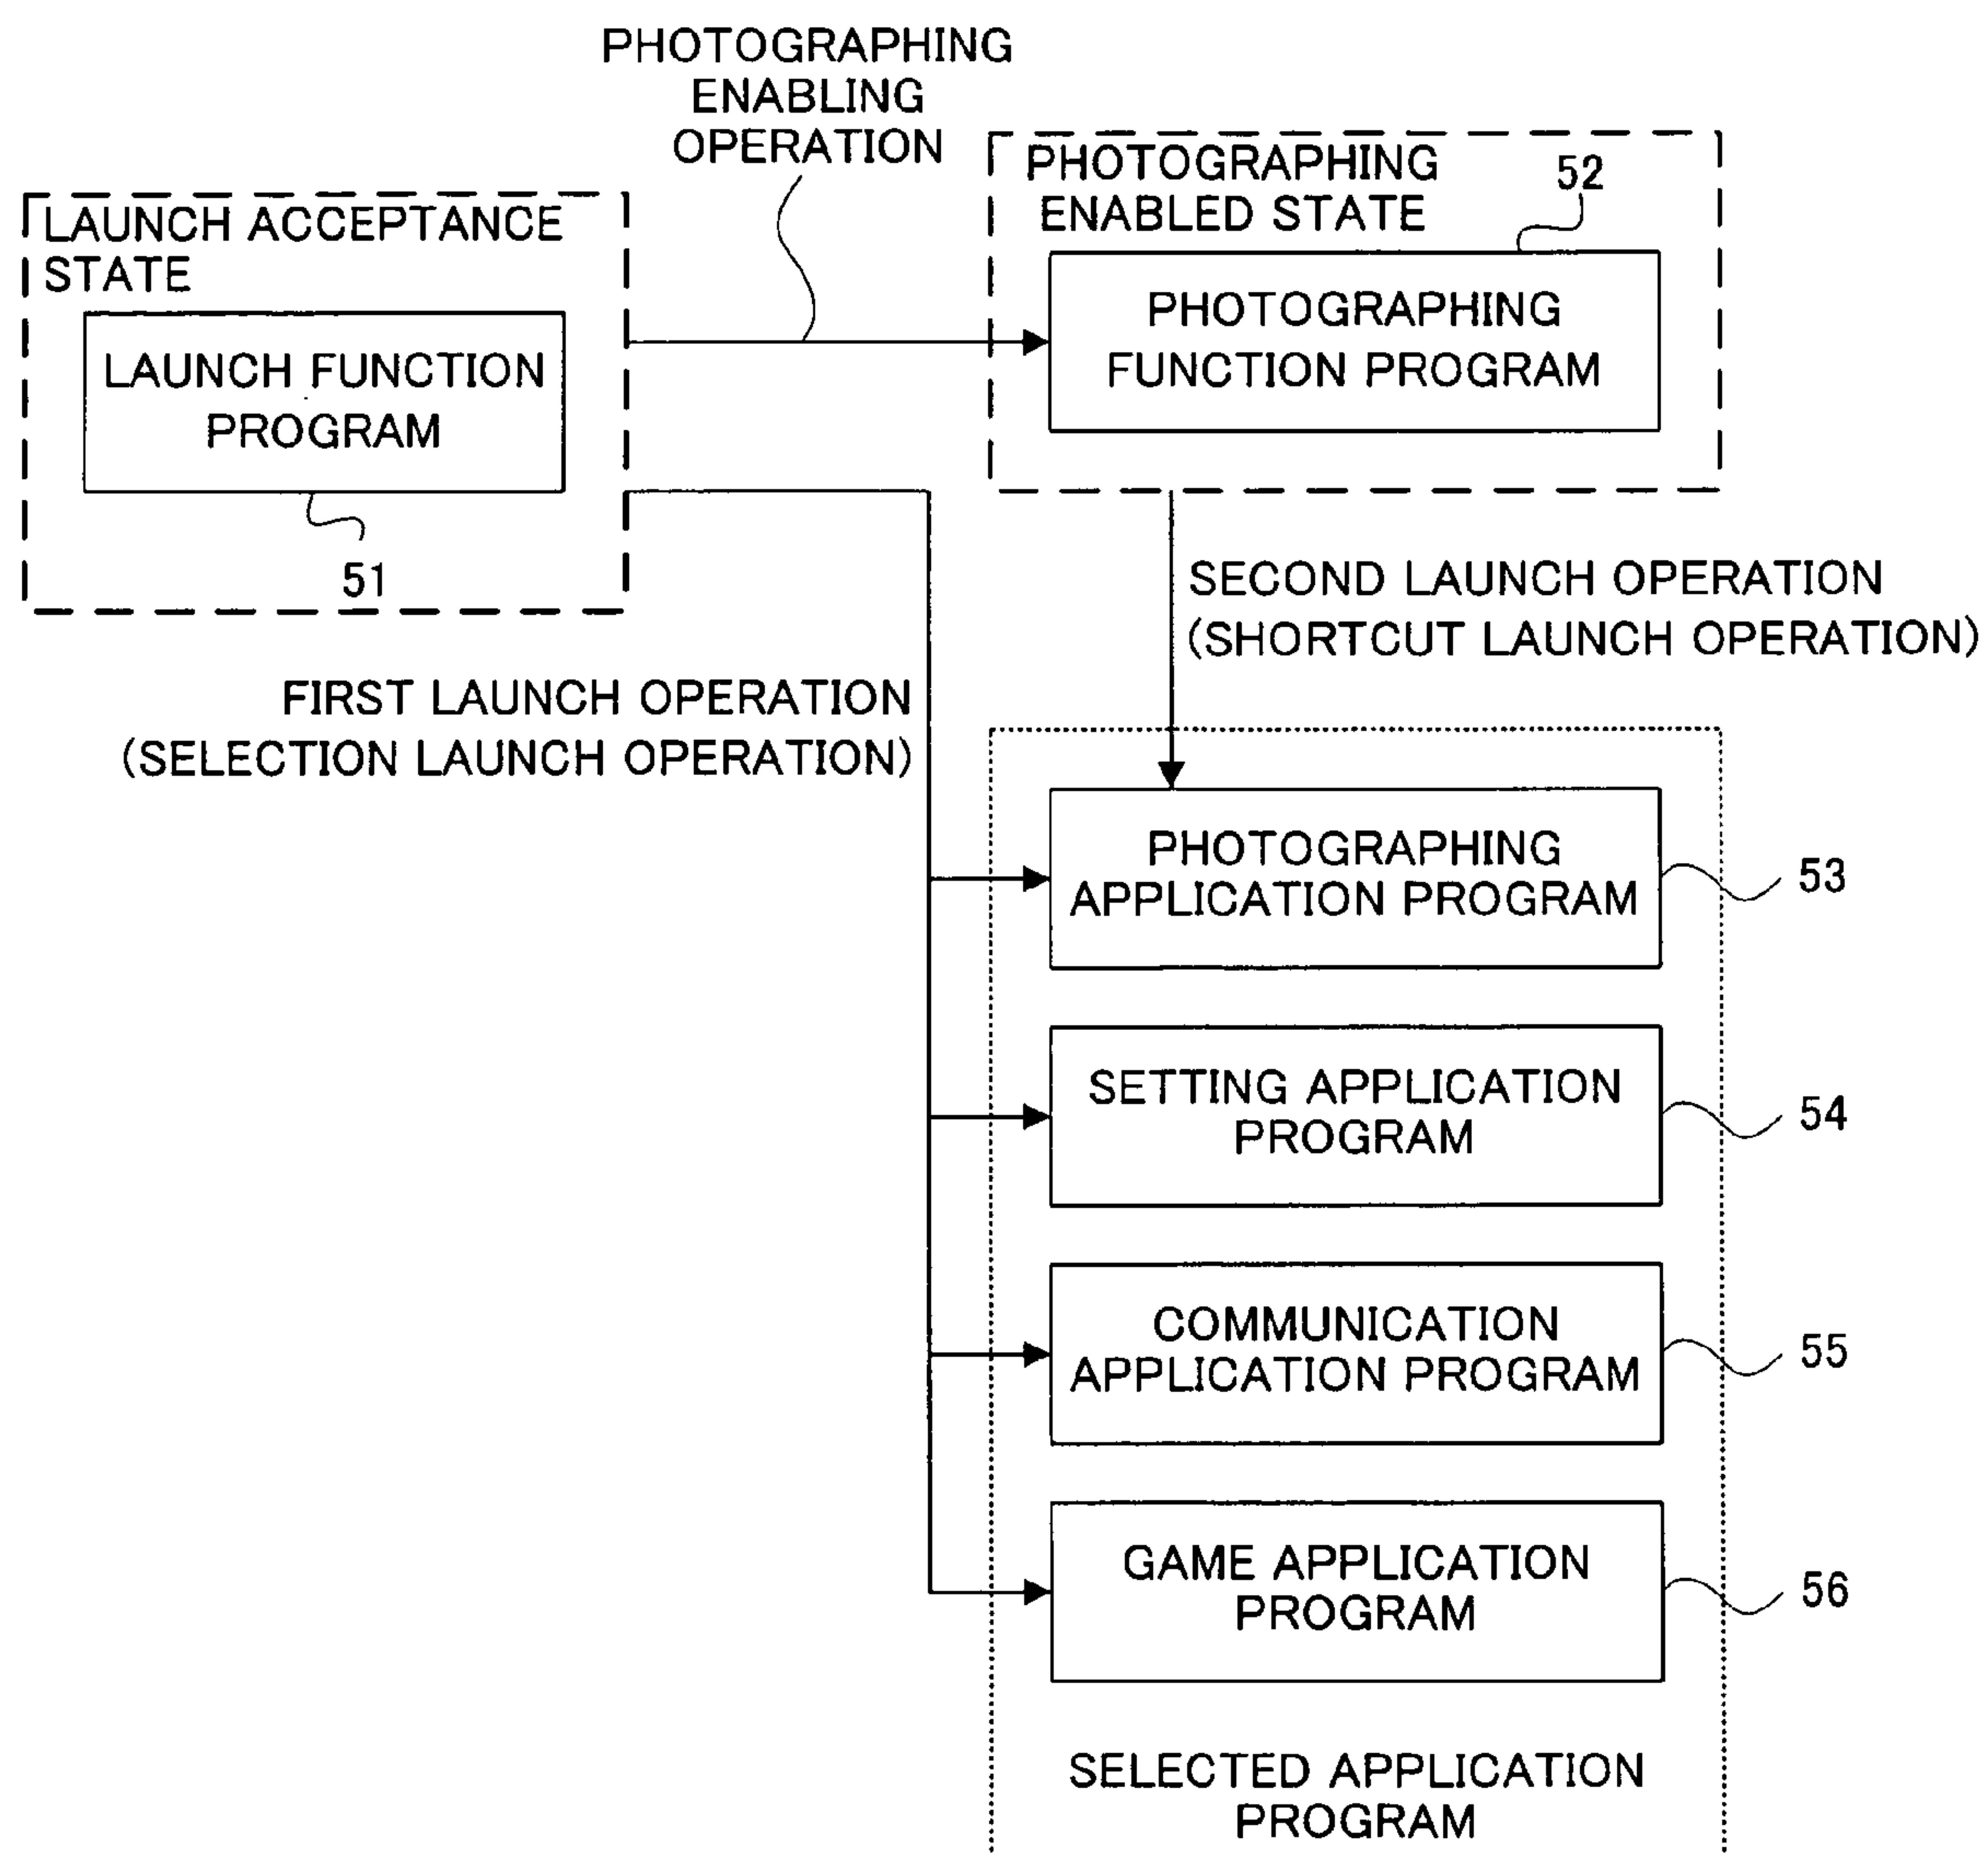 PHOTOGRAPHING
ENABLING
OPERATION
PHOTOGRAPHING
ENABLED STATE
52
LAUNCH ACCEPTANCE
STATE
PHOTOGRAPHING
FUNCTION PROGRAM
LAUNCH FUNCTION
PROGRAM
51
SECOND LAUNCH OPERATION
(SHORTCUT LAUNCH OPERATION)
FIRST LAUNCH OPERATION
(SELECTION LAUNCH OPERATION)
PHOTOGRAPHING
APPLICATION PROGRAM
53
SETTING APPLICATION
PROGRAM
54
COMMUNICATION
APPLICATION PROGRAM
55
GAME APPLICATION
PROGRAM
56
SELECTED APPLICATION
PROGRAM